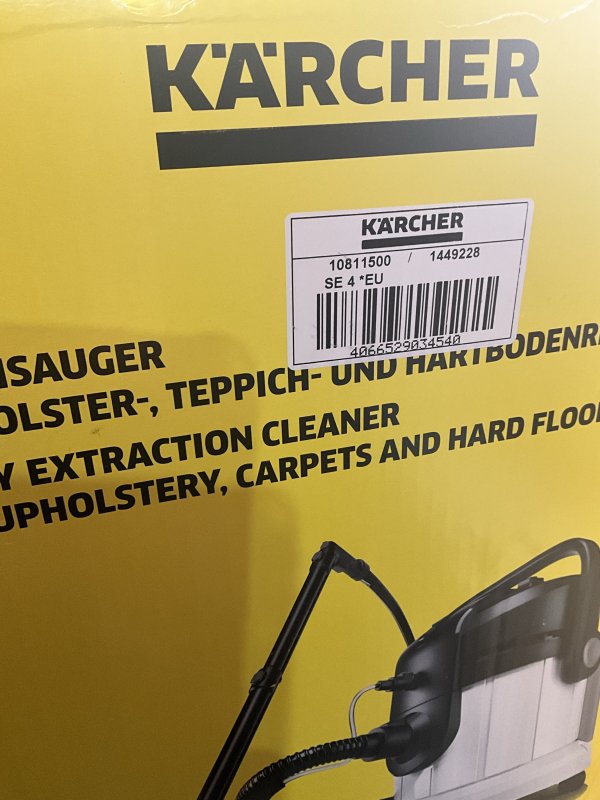 KÄRCHER
KÄRCHER
10811500 / 1449228
SE 4 *EU
4066529034540
SAUGER
OLSTER-, TEPPICH- UND HARTBODENR
Y EXTRACTION CLEANER
UPHOLSTERY, CARPETS AND HARD FLOO